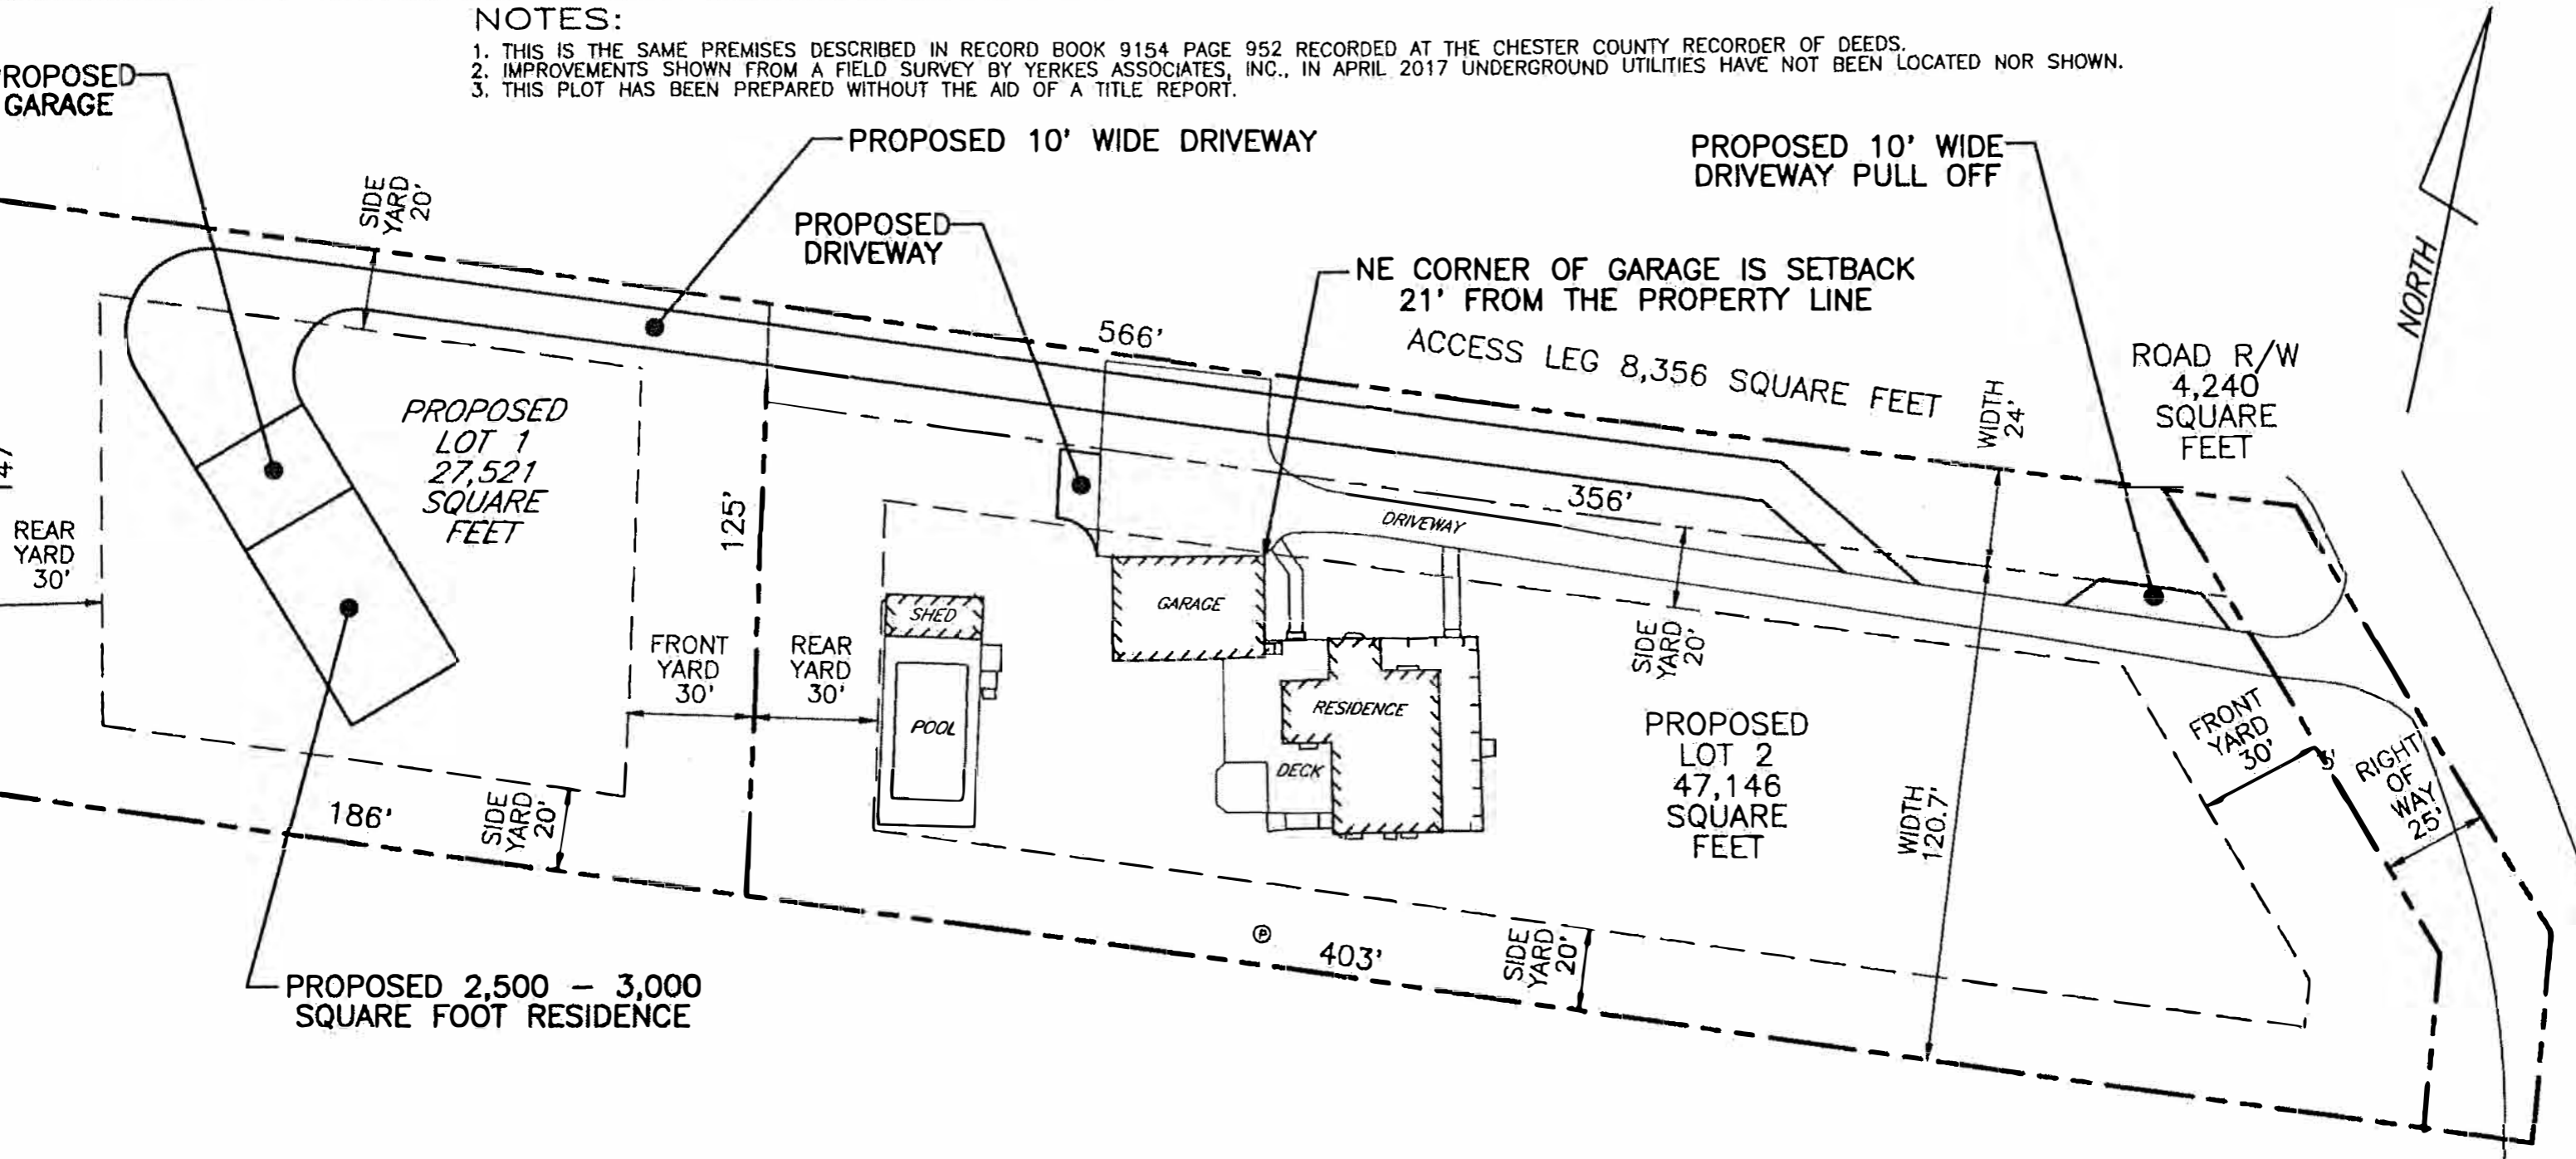 NOTES:
1. THIS IS THE SAME PREMISES DESCRIBED IN RECORD BOOK 9154 PAGE 952 RECORDED AT THE CHESTER COUNTY RECORDER OF DEEDS.
2. IMPROVEMENTS SHOWN FROM A FIELD SURVEY BY YERKES ASSOCIATES, INC., IN APRIL 2017 UNDERGROUND UTILITIES HAVE NOT BEEN LOCATED NOR SHOWN.
3. THIS PLOT HAS BEEN PREPARED WITHOUT THE AID OF A TITLE REPORT.
ROPOSED
GARAGE
PROPOSED 10' WIDE DRIVEWAY
PROPOSED 10' WIDE
DRIVEWAY PULL OFF
SIDE
YARD
20'
PROPOSED
DRIVEWAY
NE CORNER OF GARAGE IS SETBACK
21' FROM THE PROPERTY LINE
NORTH
566'
ACCESS LEG 8,356 SQUARE FEET
WIDTH
24'
ROAD R/W
4,240
SQUARE
FEET
PROPOSED
LOT 1
27,521
SQUARE
FEET
147
REAR
YARD
30'
125'
356'
DRIVEWAY
GARAGE
SHED
FRONT
YARD
30'
REAR
YARD
30'
POOL
RESIDENCE
DECK
SIDE
YARD
20'
PROPOSED
LOT 2
47,146
SQUARE
FEET
WIDTH
120.7'
FRONT
YARD
30'
5'
RIGHT
OF
WAY
25'
186'
SIDE
YARD
20'
P
403'
SIDE
YARD
20'
PROPOSED 2,500 – 3,000
SQUARE FOOT RESIDENCE